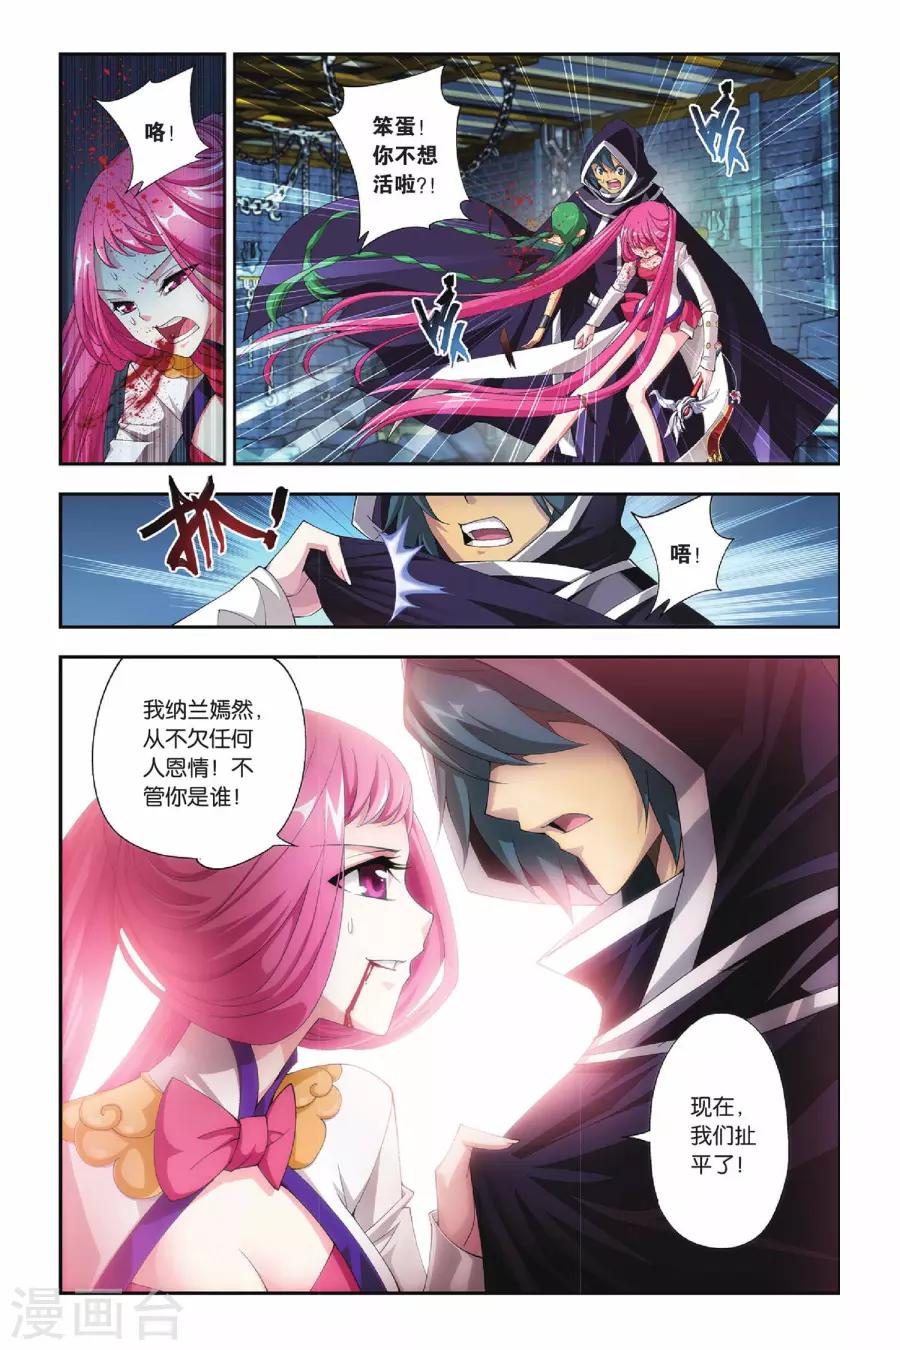 咯！
笨蛋！
你不想
活啦？！
抓！
唔！
我纳兰嫣然，
从不欠任何
人恩情！不
管你是谁！
现在，
我们扯
平了！
漫画台